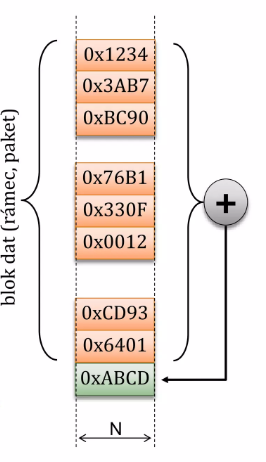 blok dat (rámec, paket)
0x1234
0x3AB7
0xBC90
0x76B1
0x330F
0x0012
+
0xCD93
0x6401
0xABCD
N